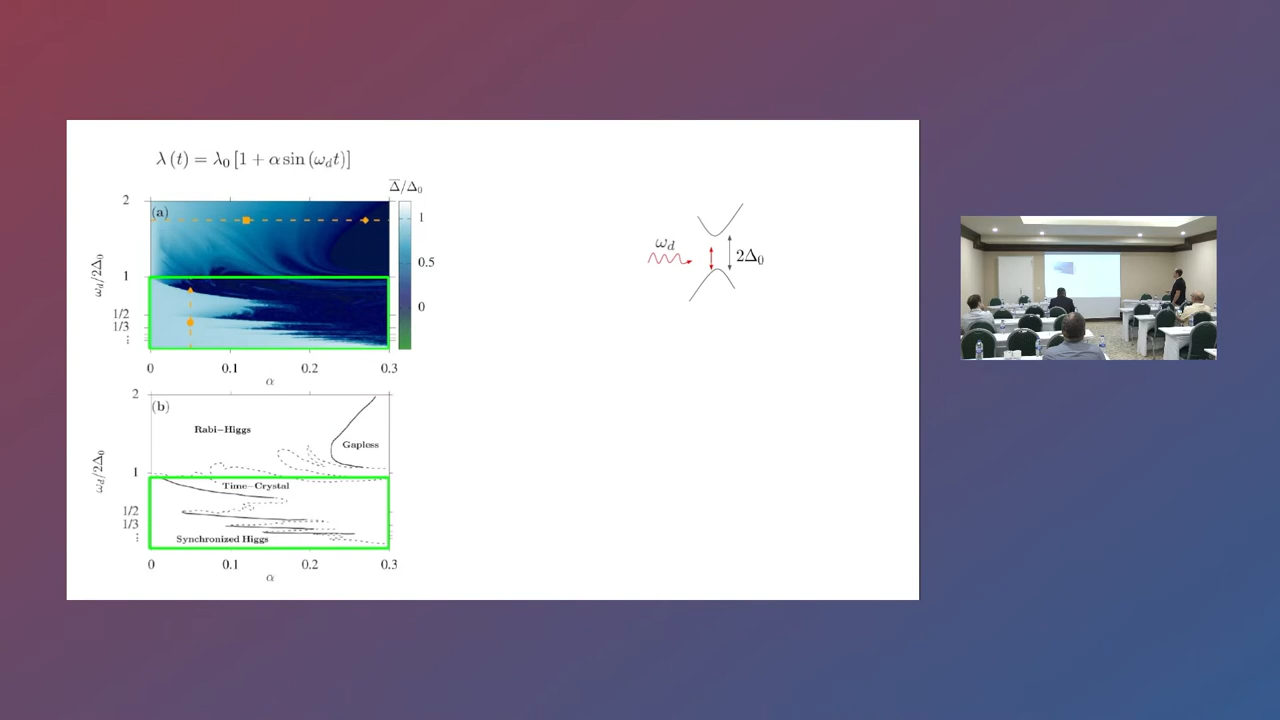 λ(t) = λ₀ [1 + α sin (ω_d t)]
Δ̅/Δ₀
2
(a)
1
ω_d/2Δ₀
1
0.5
1/2
1/3
0
⋮
0 0.1 0.2 0.3
α
ω_d
2Δ₀
2
(b)
Rabi−Higgs
Gapless
ω_d/2Δ₀
1
Time−Crystal
1/2
1/3
⋮
Synchronized Higgs
0 0.1 0.2 0.3
α